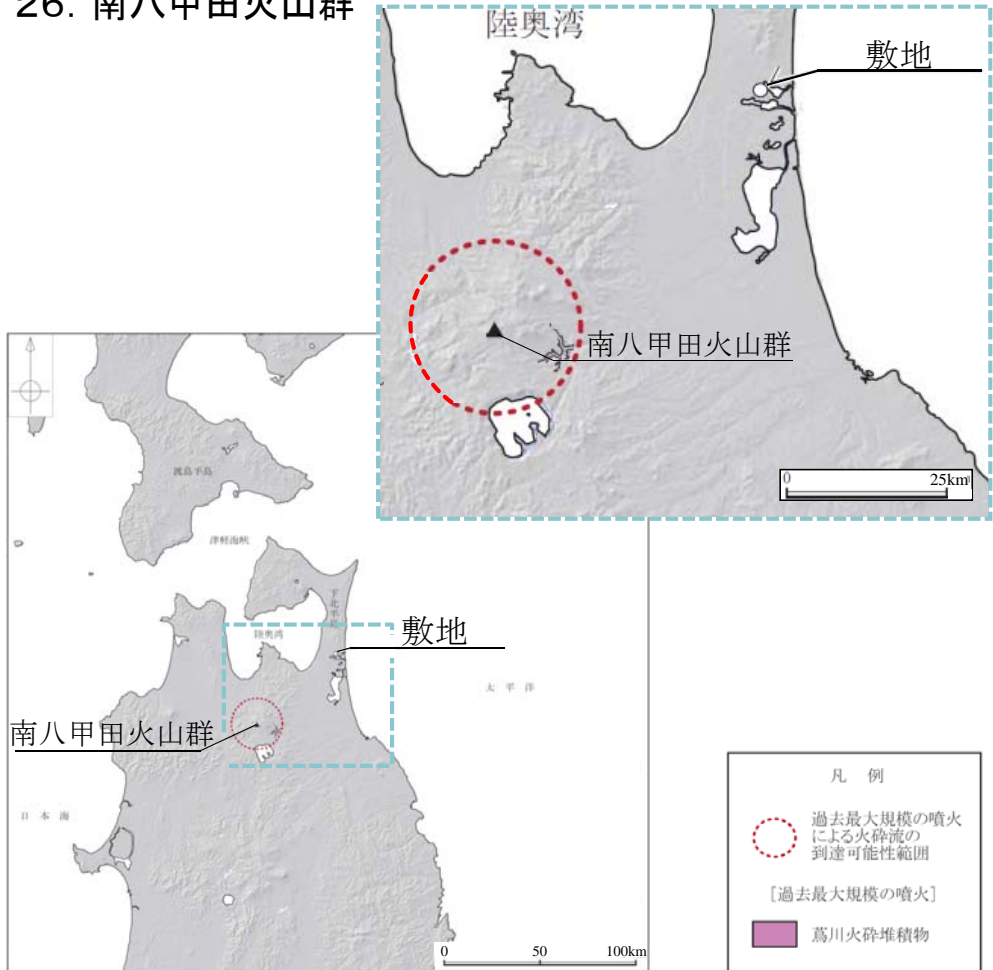 26. 南八甲田火山群
陸奥湾
敷地
南八甲田火山群
0
25km
渡島半島
津軽海峡
下北半島
陸奥湾
敷地
太平洋
南八甲田火山群
日本海
0
50
100km
凡 例
過去最大規模の噴火
による火砕流の
到達可能性範囲
[過去最大規模の噴火]
蔦川火砕堆積物